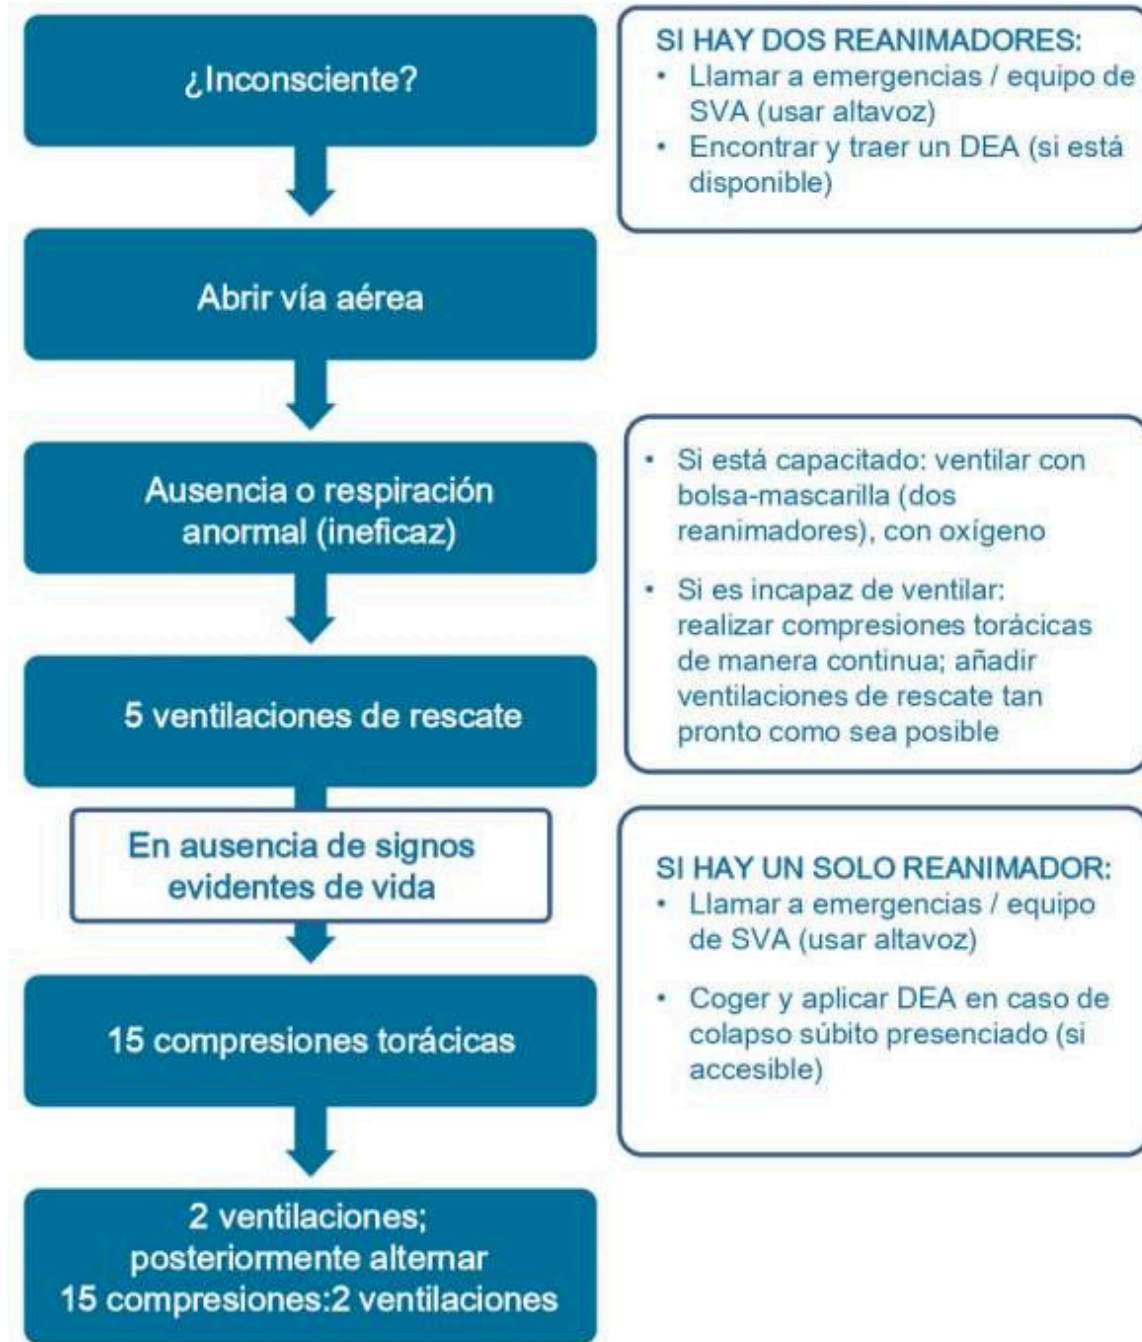 ¿Inconsciente?
SI HAY DOS REANIMADORES:
• Llamar a emergencias / equipo de
SVA (usar altavoz)
• Encontrar y traer un DEA (si está
disponible)
Abrir vía aérea
Ausencia o respiración
anormal (ineficaz)
• Si está capacitado: ventilar con
bolsa-mascarilla (dos
reanimadores), con oxígeno
• Si es incapaz de ventilar:
realizar compresiones torácicas
de manera continua; añadir
ventilaciones de rescate tan
pronto como sea posible
5 ventilaciones de rescate
En ausencia de signos
evidentes de vida
SI HAY UN SOLO REANIMADOR:
• Llamar a emergencias / equipo
de SVA (usar altavoz)
• Coger y aplicar DEA en caso de
colapso súbito presenciado (si
accesible)
15 compresiones torácicas
2 ventilaciones;
posteriormente alternar
15 compresiones:2 ventilaciones